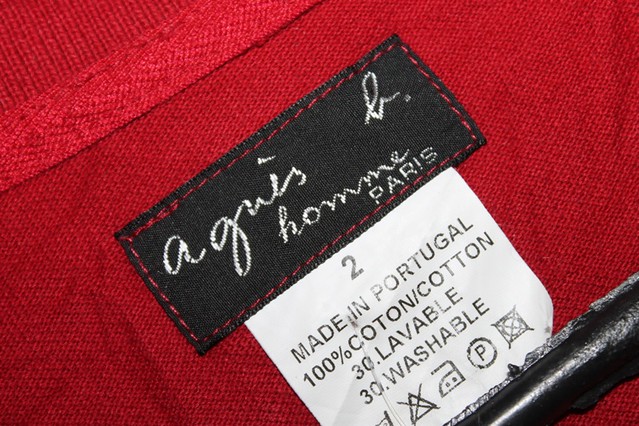 agnès b.
homme
PARIS
2
MADE IN PORTUGAL
100%COTON/COTTON
30.LAVABLE
30.WASHABLE
P